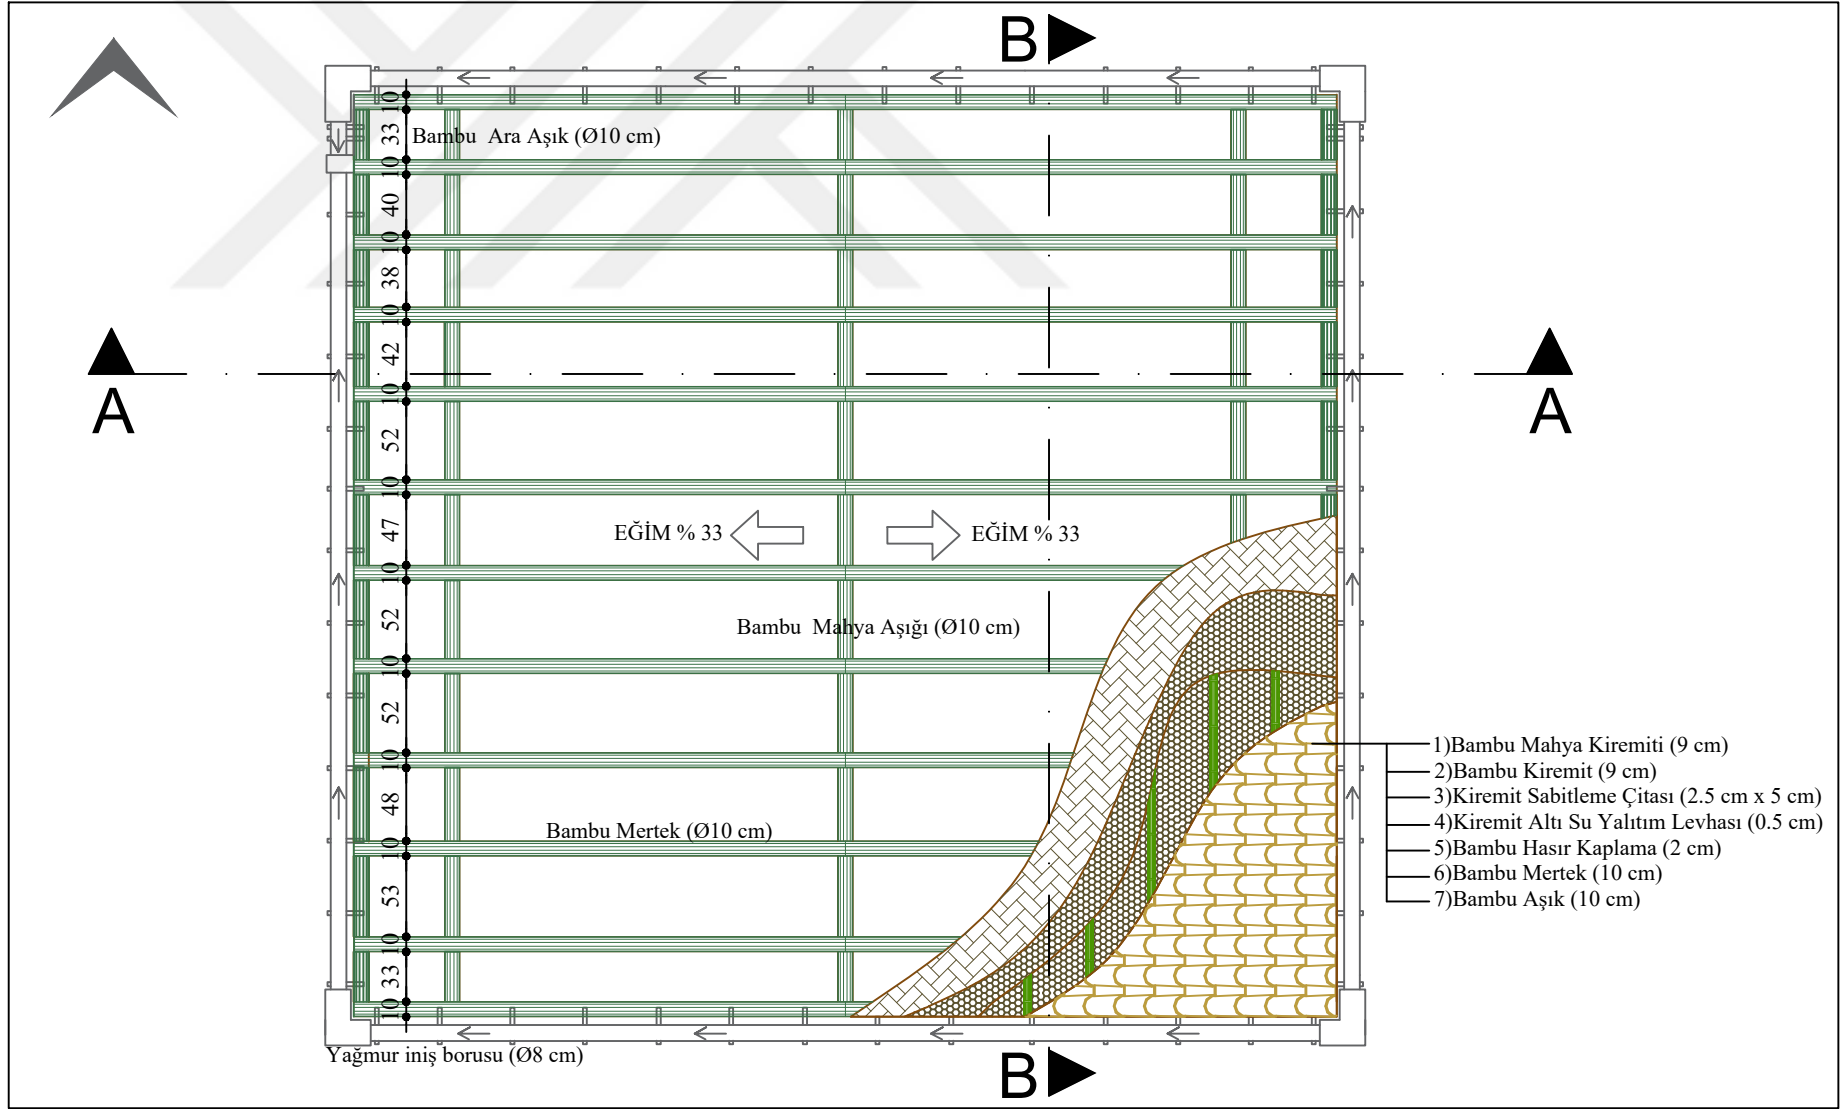 B
10
33
Bambu Ara Aşık (Ø10 cm)
10
40
10
38
10
42
A
A
10
52
10
47
EĞİM % 33
EĞİM % 33
10
52
Bambu Mahya Aşığı (Ø10 cm)
10
52
10
48
Bambu Mertek (Ø10 cm)
10
53
10
33
10
1)Bambu Mahya Kiremiti (9 cm)
2)Bambu Kiremit (9 cm)
3)Kiremit Sabitleme Çitası (2.5 cm x 5 cm)
4)Kiremit Altı Su Yalıtım Levhası (0.5 cm)
5)Bambu Hasır Kaplama (2 cm)
6)Bambu Mertek (10 cm)
7)Bambu Aşık (10 cm)
Yağmur iniş borusu (Ø8 cm)
B